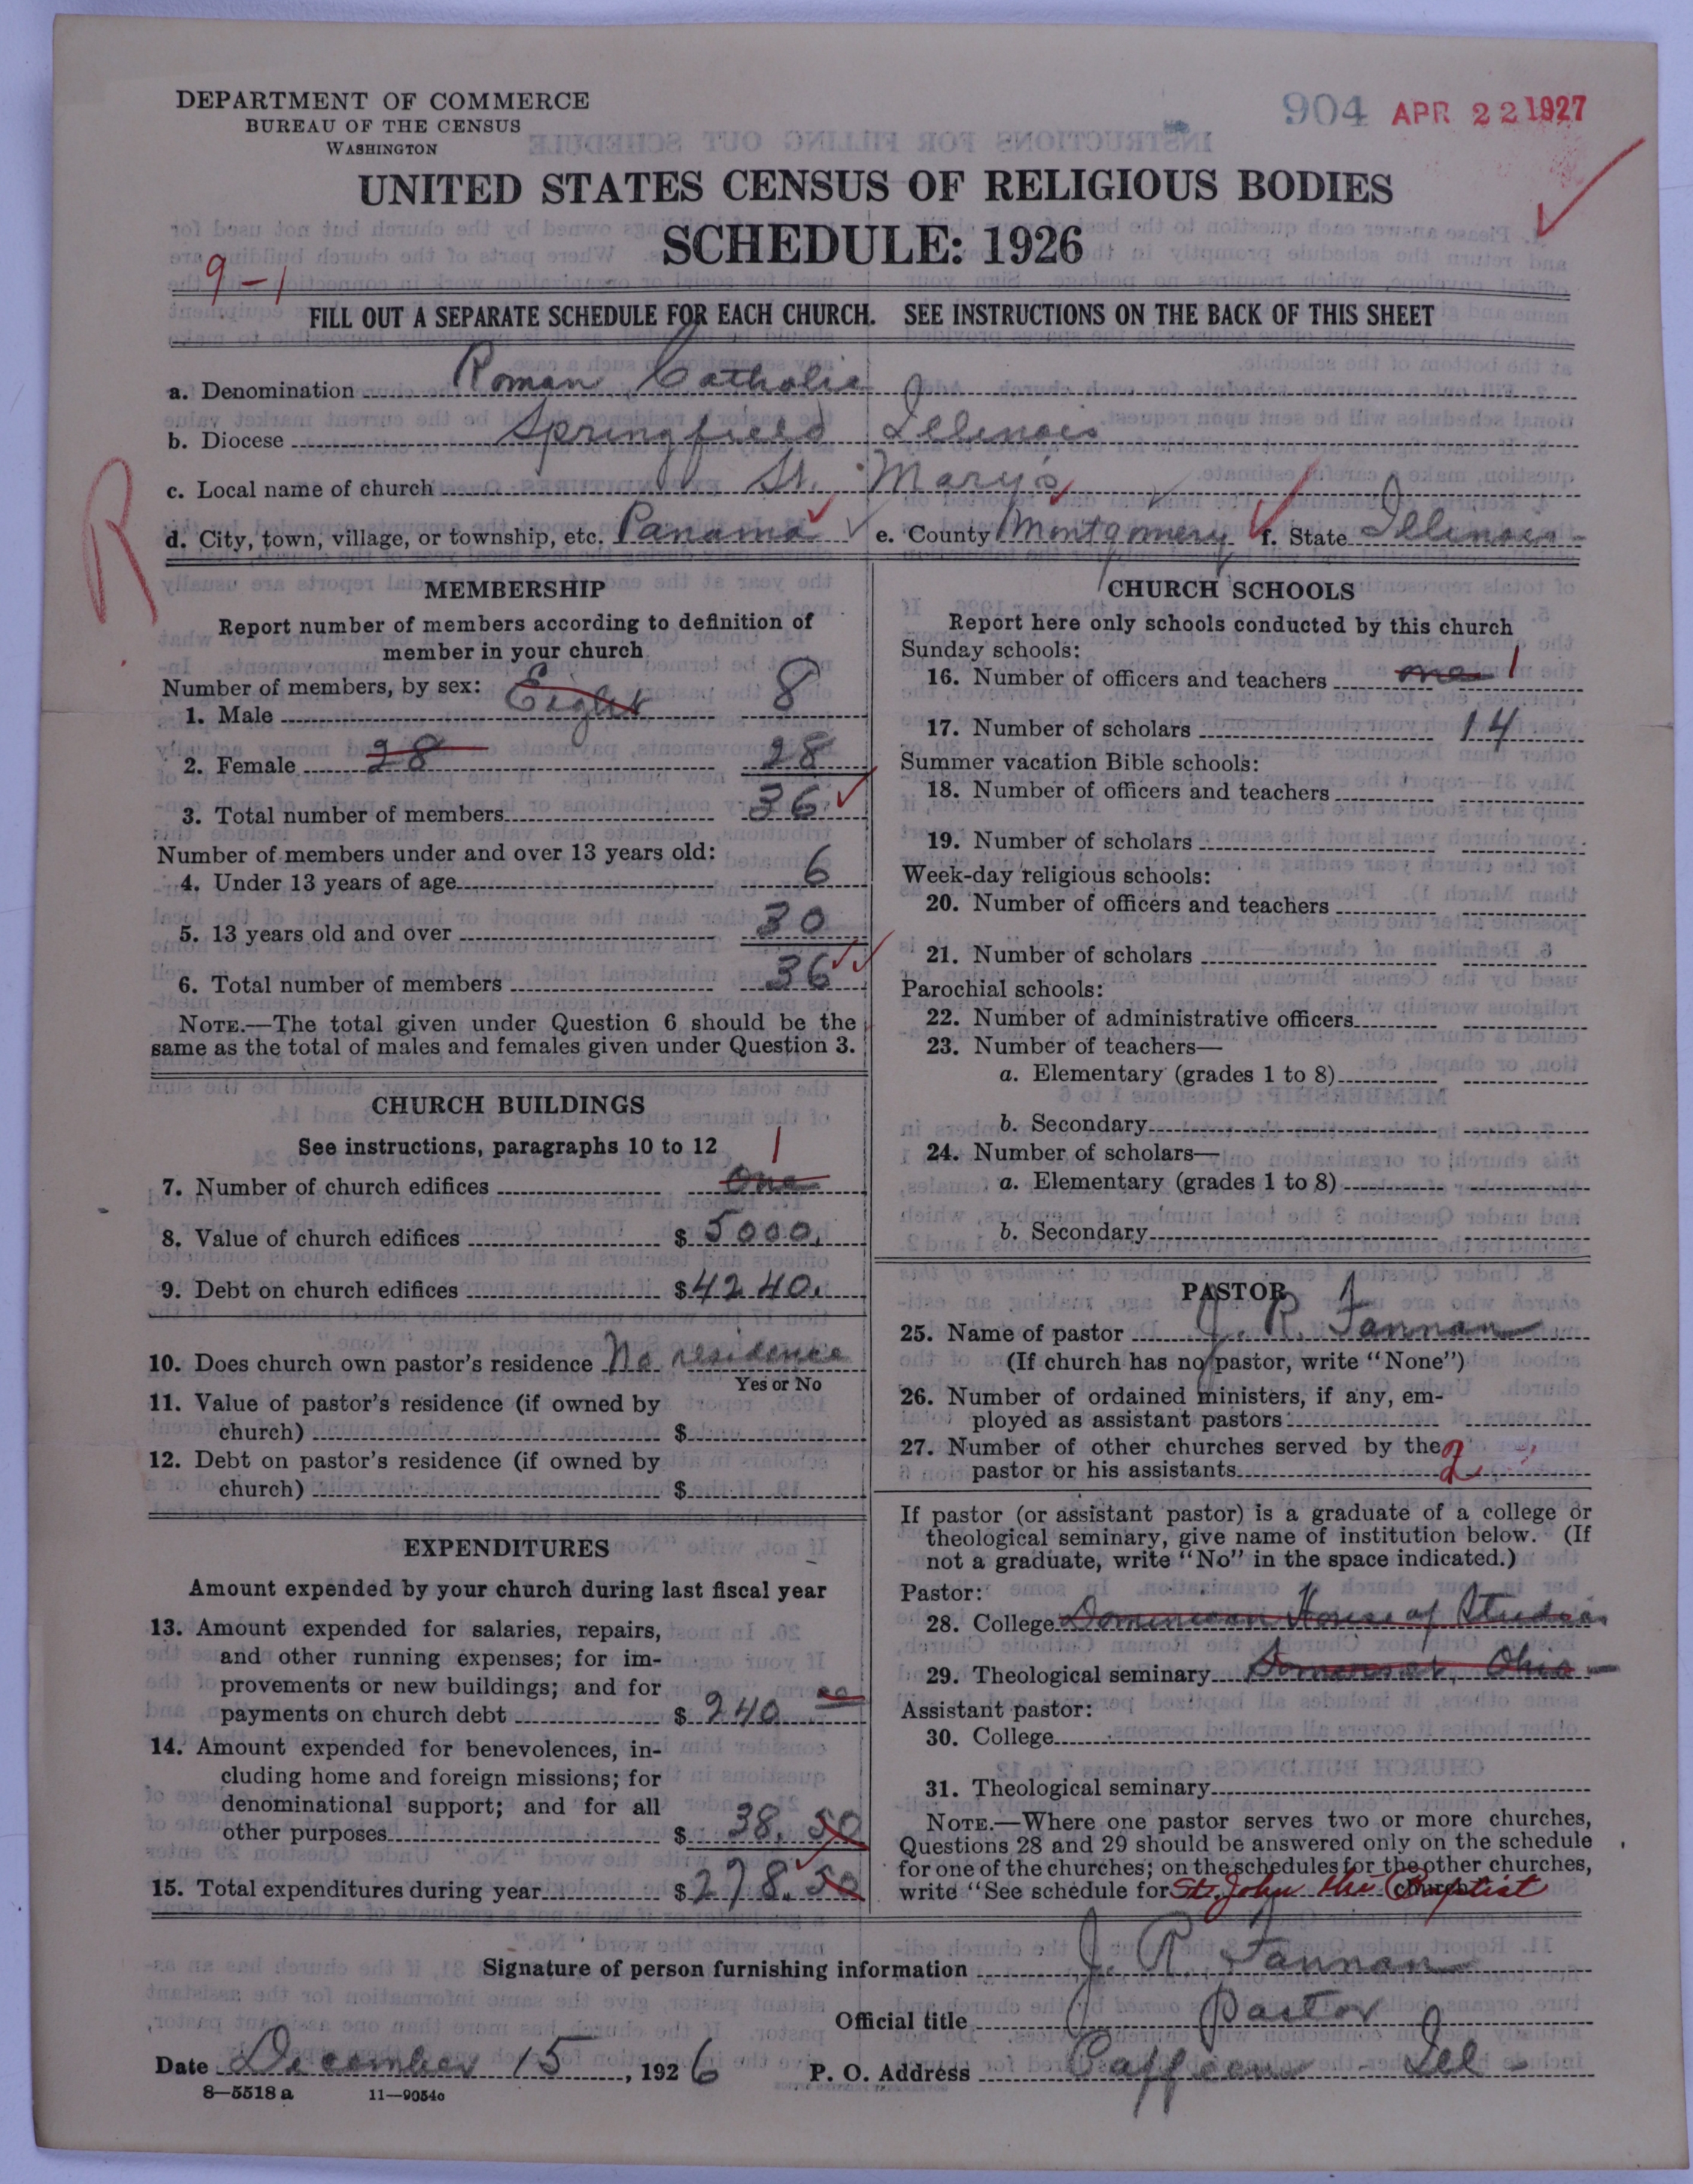 DEPARTMENT OF COMMERCE
BUREAU OF THE CENSUS
WASHINGTON
904 APR 22 1927
UNITED STATES CENSUS OF RELIGIOUS BODIES
SCHEDULE: 1926
9-1
FILL OUT A SEPARATE SCHEDULE FOR EACH CHURCH. SEE INSTRUCTIONS ON THE BACK OF THIS SHEET
a. Denomination Roman Catholic
b. Diocese Springfield Illinois
c. Local name of church St. Mary's
d. City, town, village, or township, etc. Panama e. County Montgomery f. State Illinois
R
MEMBERSHIP
Report number of members according to definition of
member in your church
Number of members, by sex:
1. Male Eight 8
2. Female 28 28
3. Total number of members 36
Number of members under and over 13 years old:
4. Under 13 years of age 6
5. 13 years old and over 30
6. Total number of members 36
NOTE.—The total given under Question 6 should be the
same as the total of males and females given under Question 3.
CHURCH BUILDINGS
See instructions, paragraphs 10 to 12
7. Number of church edifices One 1
8. Value of church edifices $ 5000.
9. Debt on church edifices $ 4240.
10. Does church own pastor's residence No residence
Yes or No
11. Value of pastor's residence (if owned by
church) $
12. Debt on pastor's residence (if owned by
church) $
EXPENDITURES
Amount expended by your church during last fiscal year
13. Amount expended for salaries, repairs,
and other running expenses; for im-
provements or new buildings; and for
payments on church debt $ 240 00
14. Amount expended for benevolences, in-
cluding home and foreign missions; for
denominational support; and for all
other purposes $ 38.50
15. Total expenditures during year $ 278.50
CHURCH SCHOOLS
Report here only schools conducted by this church
Sunday schools:
16. Number of officers and teachers one 1
17. Number of scholars 14
Summer vacation Bible schools:
18. Number of officers and teachers
19. Number of scholars
Week-day religious schools:
20. Number of officers and teachers
21. Number of scholars
Parochial schools:
22. Number of administrative officers
23. Number of teachers—
a. Elementary (grades 1 to 8)
b. Secondary
24. Number of scholars—
a. Elementary (grades 1 to 8)
b. Secondary
PASTOR
25. Name of pastor J. R. Fannan
(If church has no pastor, write "None")
26. Number of ordained ministers, if any, em-
ployed as assistant pastors
27. Number of other churches served by the
pastor or his assistants 2
If pastor (or assistant pastor) is a graduate of a college or
theological seminary, give name of institution below. (If
not a graduate, write "No" in the space indicated.)
Pastor:
28. College Dominican House of Studies
29. Theological seminary Somerset, Ohio
Assistant pastor:
30. College
31. Theological seminary
NOTE.—Where one pastor serves two or more churches,
Questions 28 and 29 should be answered only on the schedule
for one of the churches; on the schedules for the other churches,
write "See schedule for St. John the Baptist church
Signature of person furnishing information J. R. Fannan
Official title Pastor
Date December 15, 1926 P. O. Address Coffeen Ill
8—5518 a 11—9054o